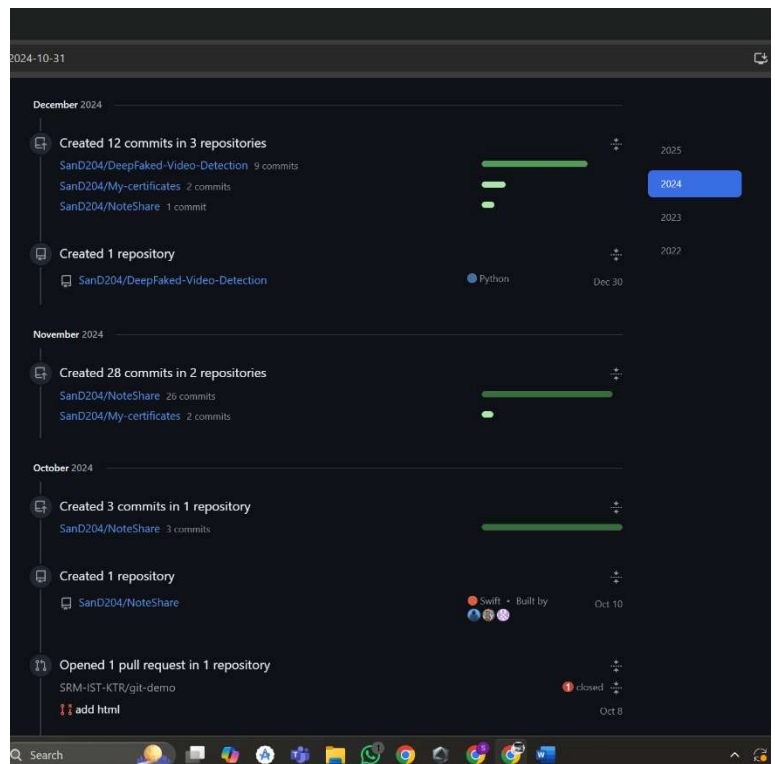 2024-10-31
December 2024
Created 12 commits in 3 repositories
SanD204/DeepFaked-Video-Detection 9 commits
SanD204/My-certificates 2 commits
SanD204/NoteShare 1 commit
2025
2024
2023
2022
Created 1 repository
SanD204/DeepFaked-Video-Detection Python Dec 30
November 2024
Created 28 commits in 2 repositories
SanD204/NoteShare 26 commits
SanD204/My-certificates 2 commits
October 2024
Created 3 commits in 1 repository
SanD204/NoteShare 3 commits
Created 1 repository
SanD204/NoteShare Swift • Built by Oct 10
Opened 1 pull request in 1 repository
SRM-IST-KTR/git-demo 1 closed
add html Oct 8
Search